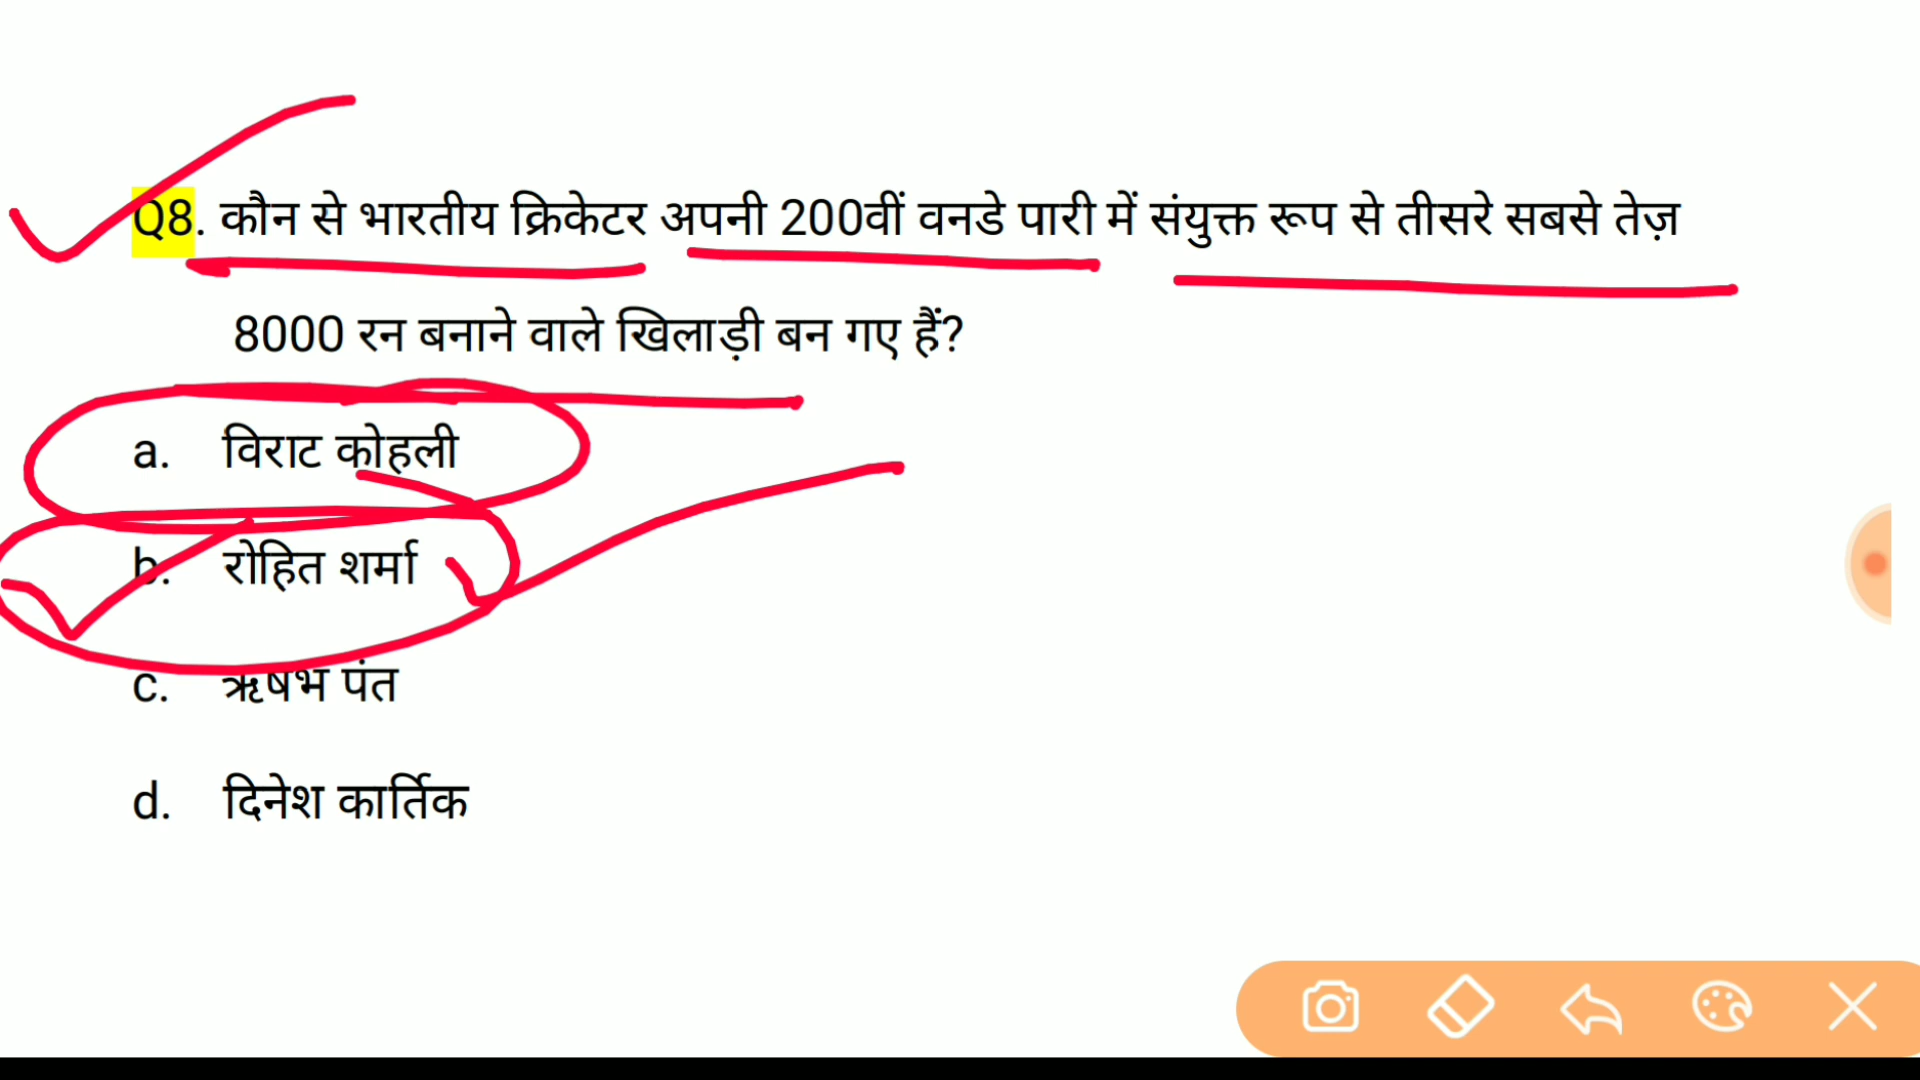 Q8. कौन से भारतीय क्रिकेटर अपनी 200वीं वनडे पारी में संयुक्त रूप से तीसरे सबसे तेज़
8000 रन बनाने वाले खिलाड़ी बन गए हैं?
a. विराट कोहली
b. रोहित शर्मा
c. ऋषभ पंत
d. दिनेश कार्तिक